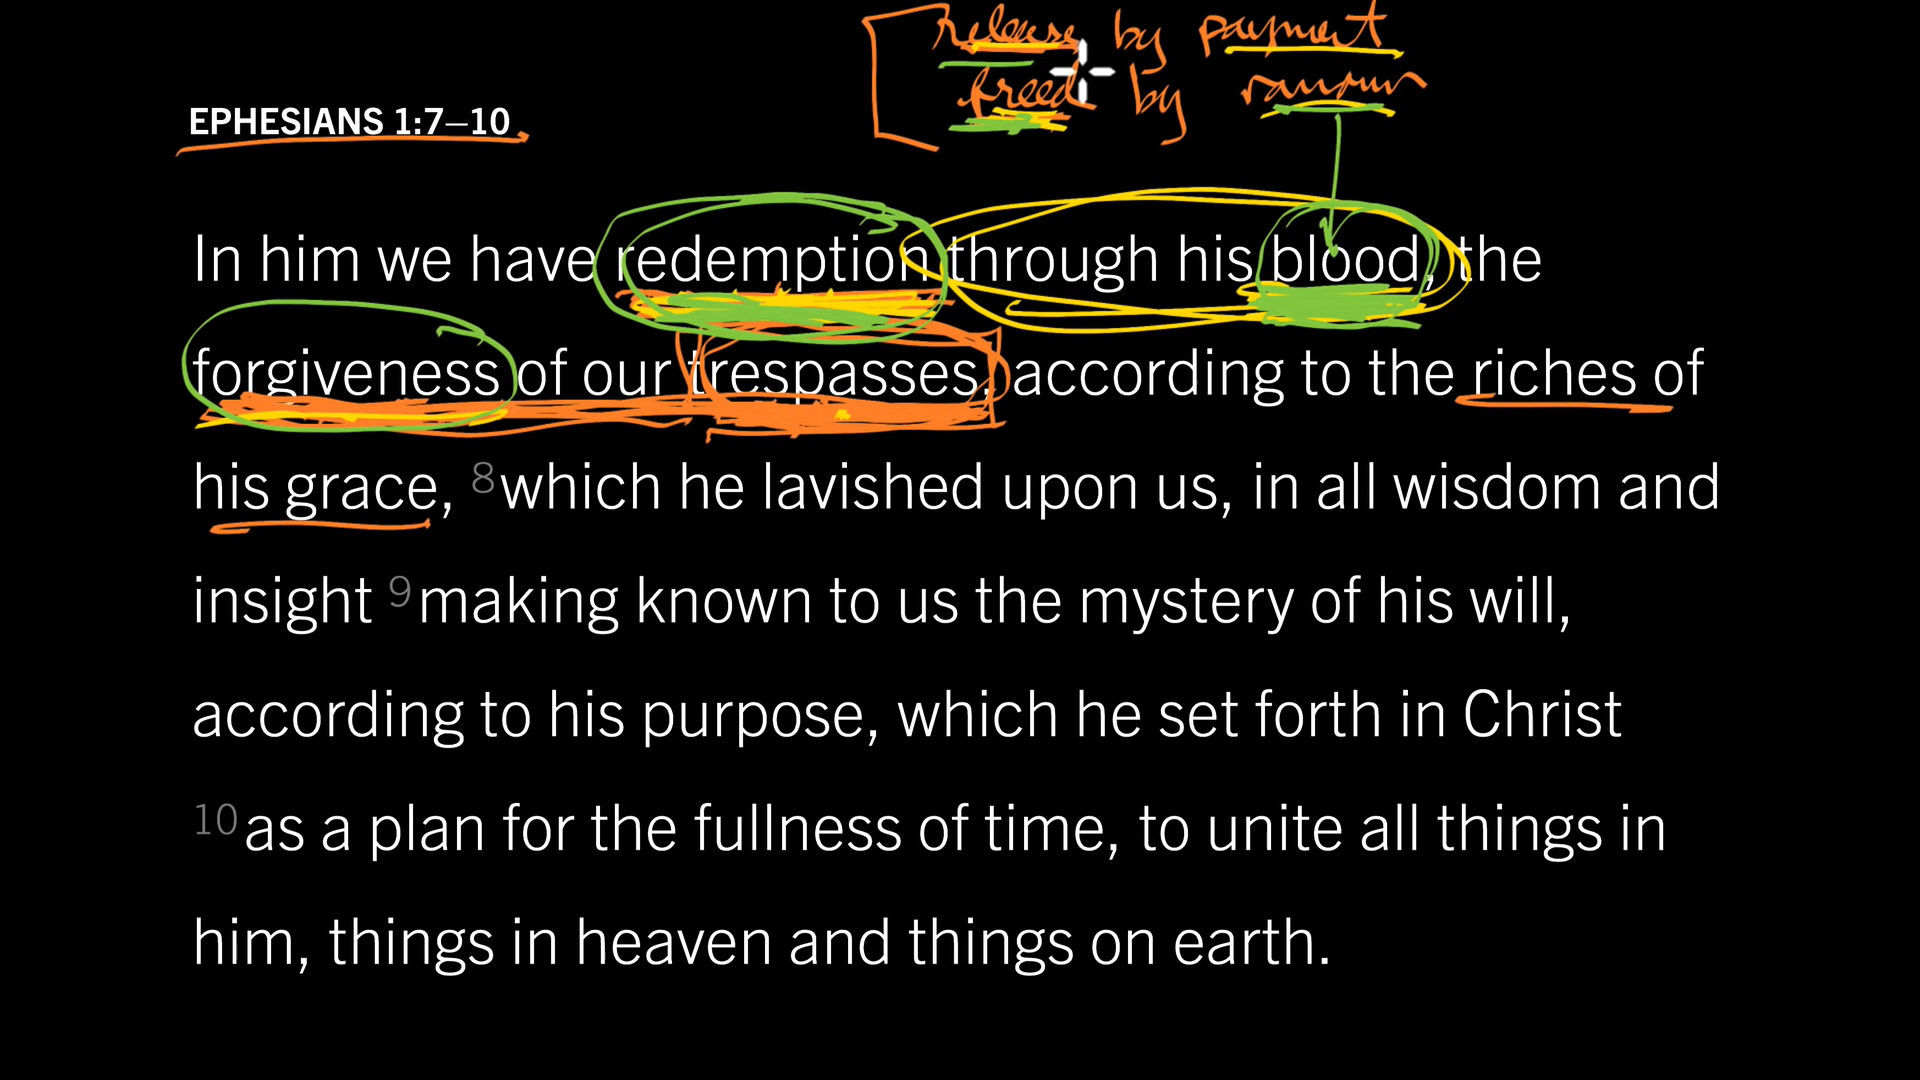 release by payment
freed by ransom
EPHESIANS 1:7–10
In him we have redemption through his blood, the
forgiveness of our trespasses, according to the riches of
his grace, 8 which he lavished upon us, in all wisdom and
insight 9 making known to us the mystery of his will,
according to his purpose, which he set forth in Christ
10 as a plan for the fullness of time, to unite all things in
him, things in heaven and things on earth.